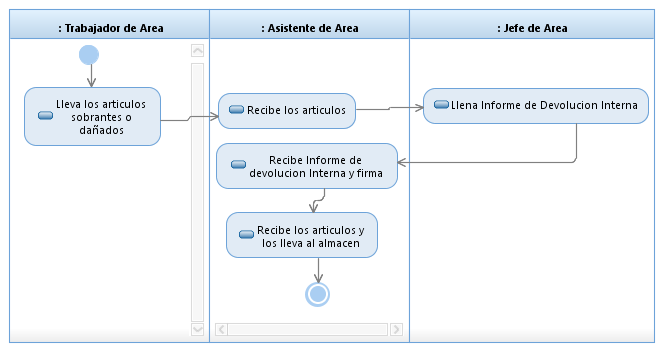 : Trabajador de Area
: Asistente de Area
: Jefe de Area
Lleva los articulos
sobrantes o
dañados
Recibe los articulos
Llena Informe de Devolucion Interna
Recibe Informe de
devolucion Interna y firma
Recibe los articulos y
los lleva al almacen